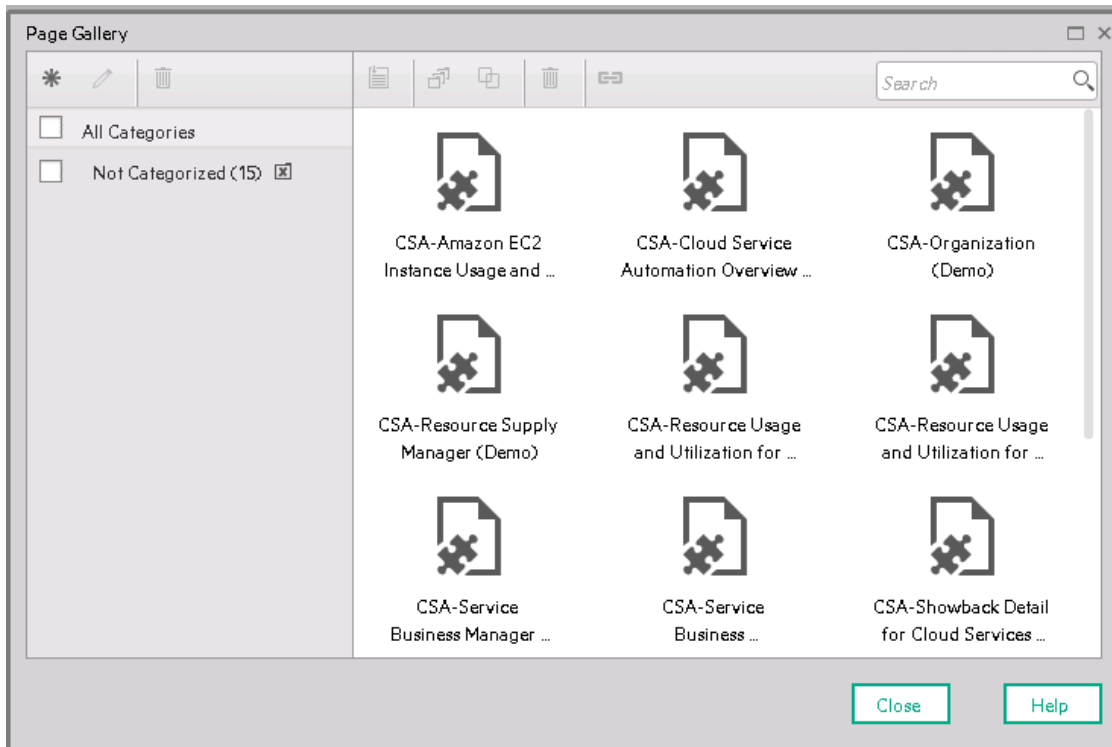 Page Gallery
Search
All Categories
Not Categorized (15)
CSA-Amazon EC2
Instance Usage and ...
CSA-Cloud Service
Automation Overview ...
CSA-Organization
(Demo)
CSA-Resource Supply
Manager (Demo)
CSA-Resource Usage
and Utilization for ...
CSA-Resource Usage
and Utilization for ...
CSA-Service
Business Manager ...
CSA-Service
Business ...
CSA-Showback Detail
for Cloud Services ...
Close
Help